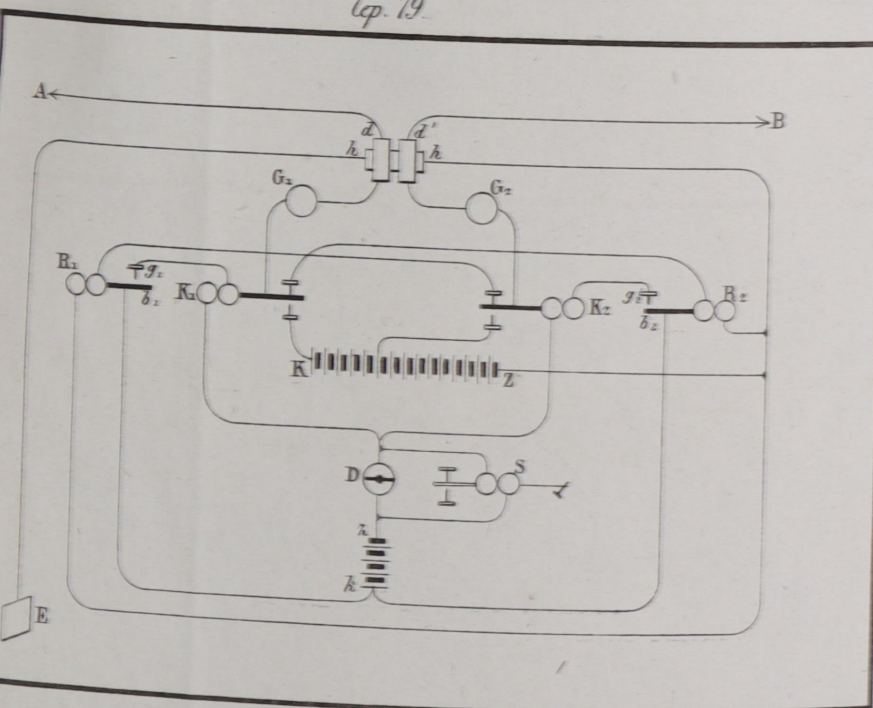 19.
A
B
d d'
h h
G₁ G₂
R₁ g₁ b₁ K₁ K₂ g₂ b₂ R₂
K Z
D S
z
k
E